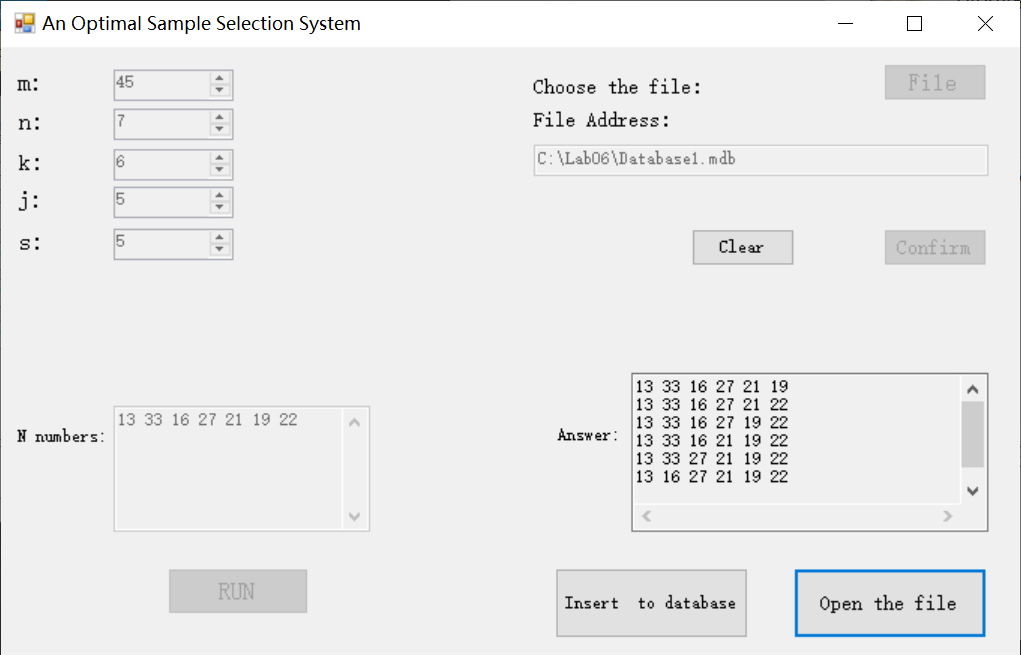 An Optimal Sample Selection System
m: 45
n: 7
k: 6
j: 5
s: 5
Choose the file: File
File Address:
C:\Lab06\Database1.mdb
Clear Confirm
N numbers: 13 33 16 27 21 19 22
RUN
Answer:
13 33 16 27 21 19
13 33 16 27 21 22
13 33 16 27 19 22
13 33 16 21 19 22
13 33 27 21 19 22
13 16 27 21 19 22
Insert to database Open the file